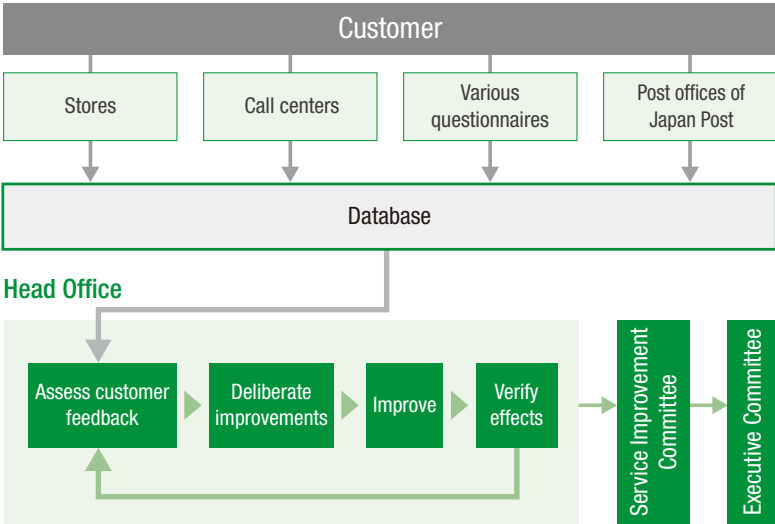 Customer
Stores
Call centers
Various
questionnaires
Post offices of
Japan Post
Database
Head Office
Assess customer
feedback
Deliberate
improvements
Improve
Verify
effects
Service Improvement
Committee
Executive Committee